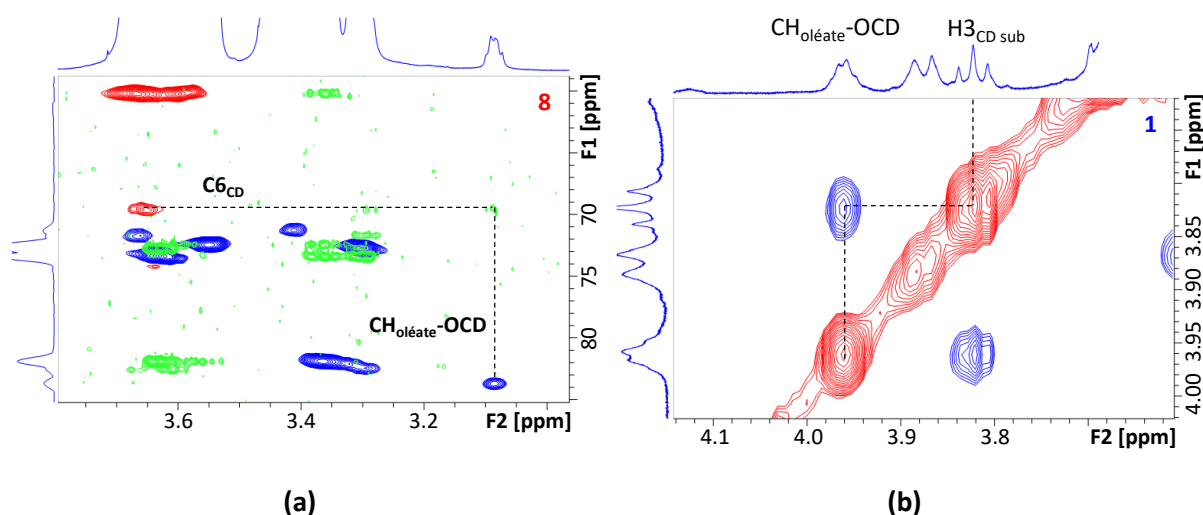 8
C6CD
CHoléate-OCD
70
75
80
F1 [ppm]
3.6
3.4
3.2
F2 [ppm]
(a)
CHoléate-OCD
H3CD sub
1
3.85
3.90
3.95
4.00
F1 [ppm]
4.1
4.0
3.9
3.8
F2 [ppm]
(b)